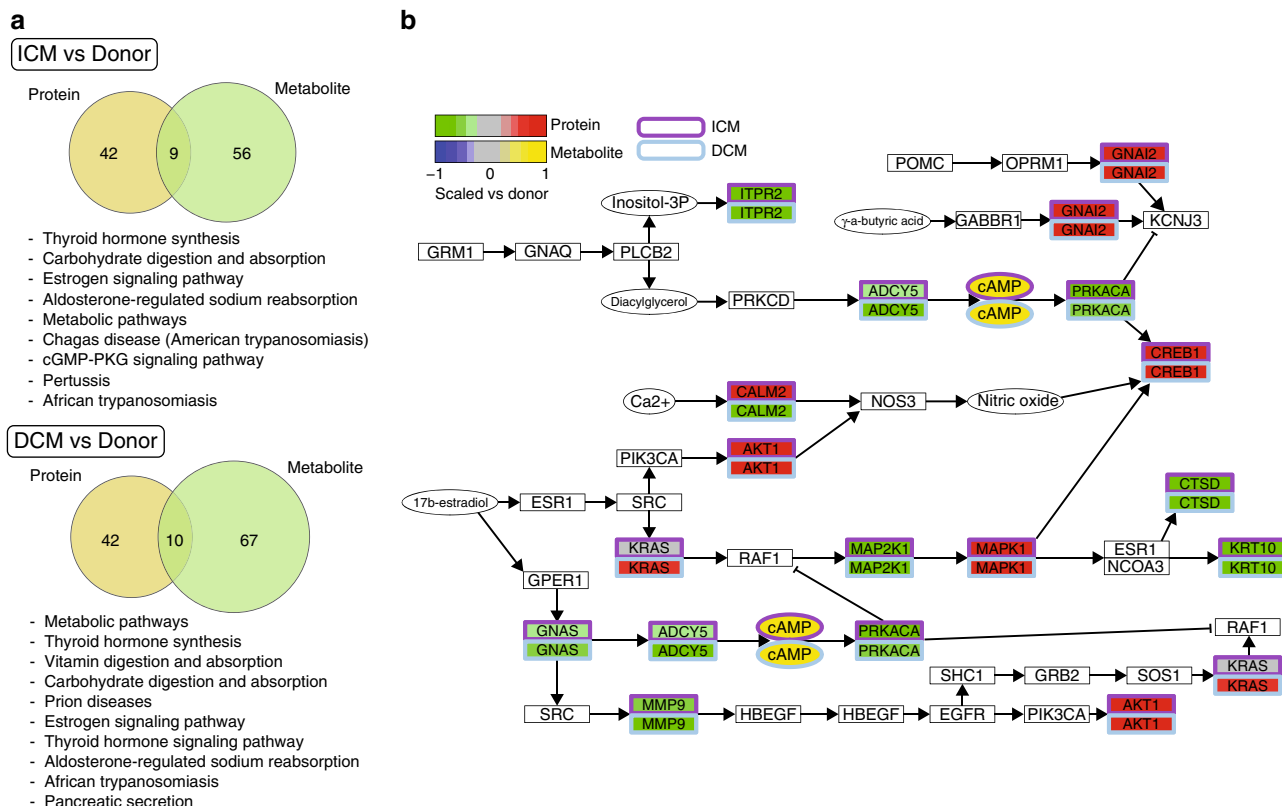 a
ICM vs Donor
Protein
Metabolite
42
9
56
- Thyroid hormone synthesis
- Carbohydrate digestion and absorption
- Estrogen signaling pathway
- Aldosterone-regulated sodium reabsorption
- Metabolic pathways
- Chagas disease (American trypanosomiasis)
- cGMP-PKG signaling pathway
- Pertussis
- African trypanosomiasis
DCM vs Donor
Protein
Metabolite
42
10
67
- Metabolic pathways
- Thyroid hormone synthesis
- Vitamin digestion and absorption
- Carbohydrate digestion and absorption
- Prion diseases
- Estrogen signaling pathway
- Thyroid hormone signaling pathway
- Aldosterone-regulated sodium reabsorption
- African trypanosomiasis
- Pancreatic secretion
b
Protein
Metabolite
−1 0 1
Scaled vs donor
ICM
DCM
POMC
OPRM1
GNAI2
GNAI2
γ-a-butyric acid
GABBR1
GNAI2
GNAI2
KCNJ3
Inositol-3P
ITPR2
ITPR2
GRM1
GNAQ
PLCB2
Diacylglycerol
PRKCD
ADCY5
ADCY5
cAMP
cAMP
PRKACA
PRKACA
CREB1
CREB1
Ca2+
CALM2
CALM2
NOS3
Nitric oxide
PIK3CA
AKT1
AKT1
17b-estradiol
ESR1
SRC
CTSD
CTSD
KRAS
KRAS
RAF1
MAP2K1
MAP2K1
MAPK1
MAPK1
ESR1
NCOA3
KRT10
KRT10
GPER1
GNAS
GNAS
ADCY5
ADCY5
cAMP
cAMP
PRKACA
PRKACA
RAF1
SHC1
GRB2
SOS1
KRAS
KRAS
SRC
MMP9
MMP9
HBEGF
HBEGF
EGFR
PIK3CA
AKT1
AKT1